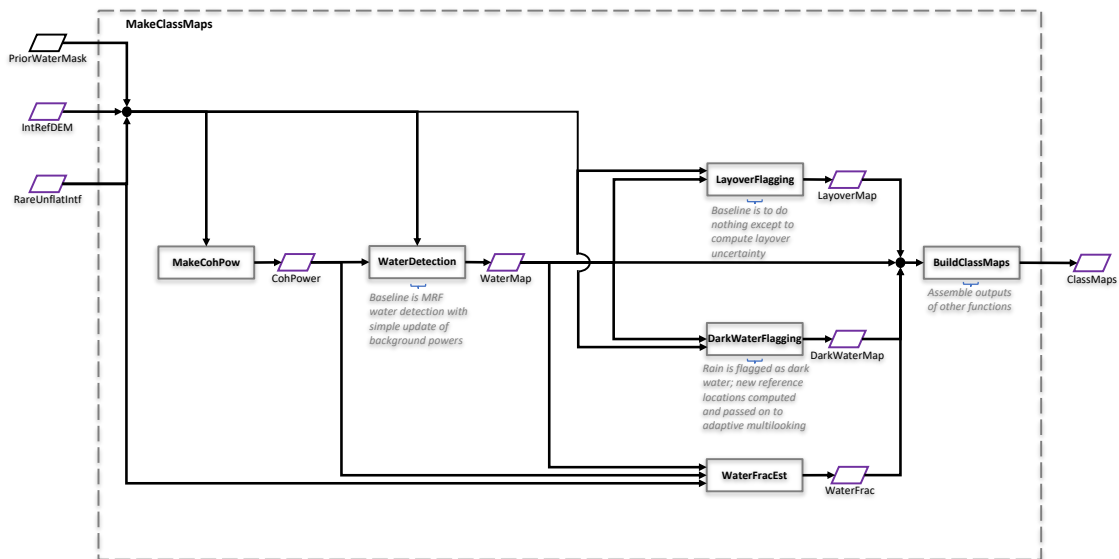 MakeClassMaps
PriorWaterMask
IntRefDEM
RareUnflatIntf
LayoverFlagging
LayoverMap
Baseline is to do
nothing except to
compute layover
uncertainty
MakeCohPow
CohPower
WaterDetection
WaterMap
BuildClassMaps
ClassMaps
Baseline is MRF
water detection with
simple update of
background powers
Assemble outputs
of other functions
DarkWaterFlagging
DarkWaterMap
Rain is flagged as dark
water; new reference
locations computed
and passed on to
adaptive multilooking
WaterFracEst
WaterFrac